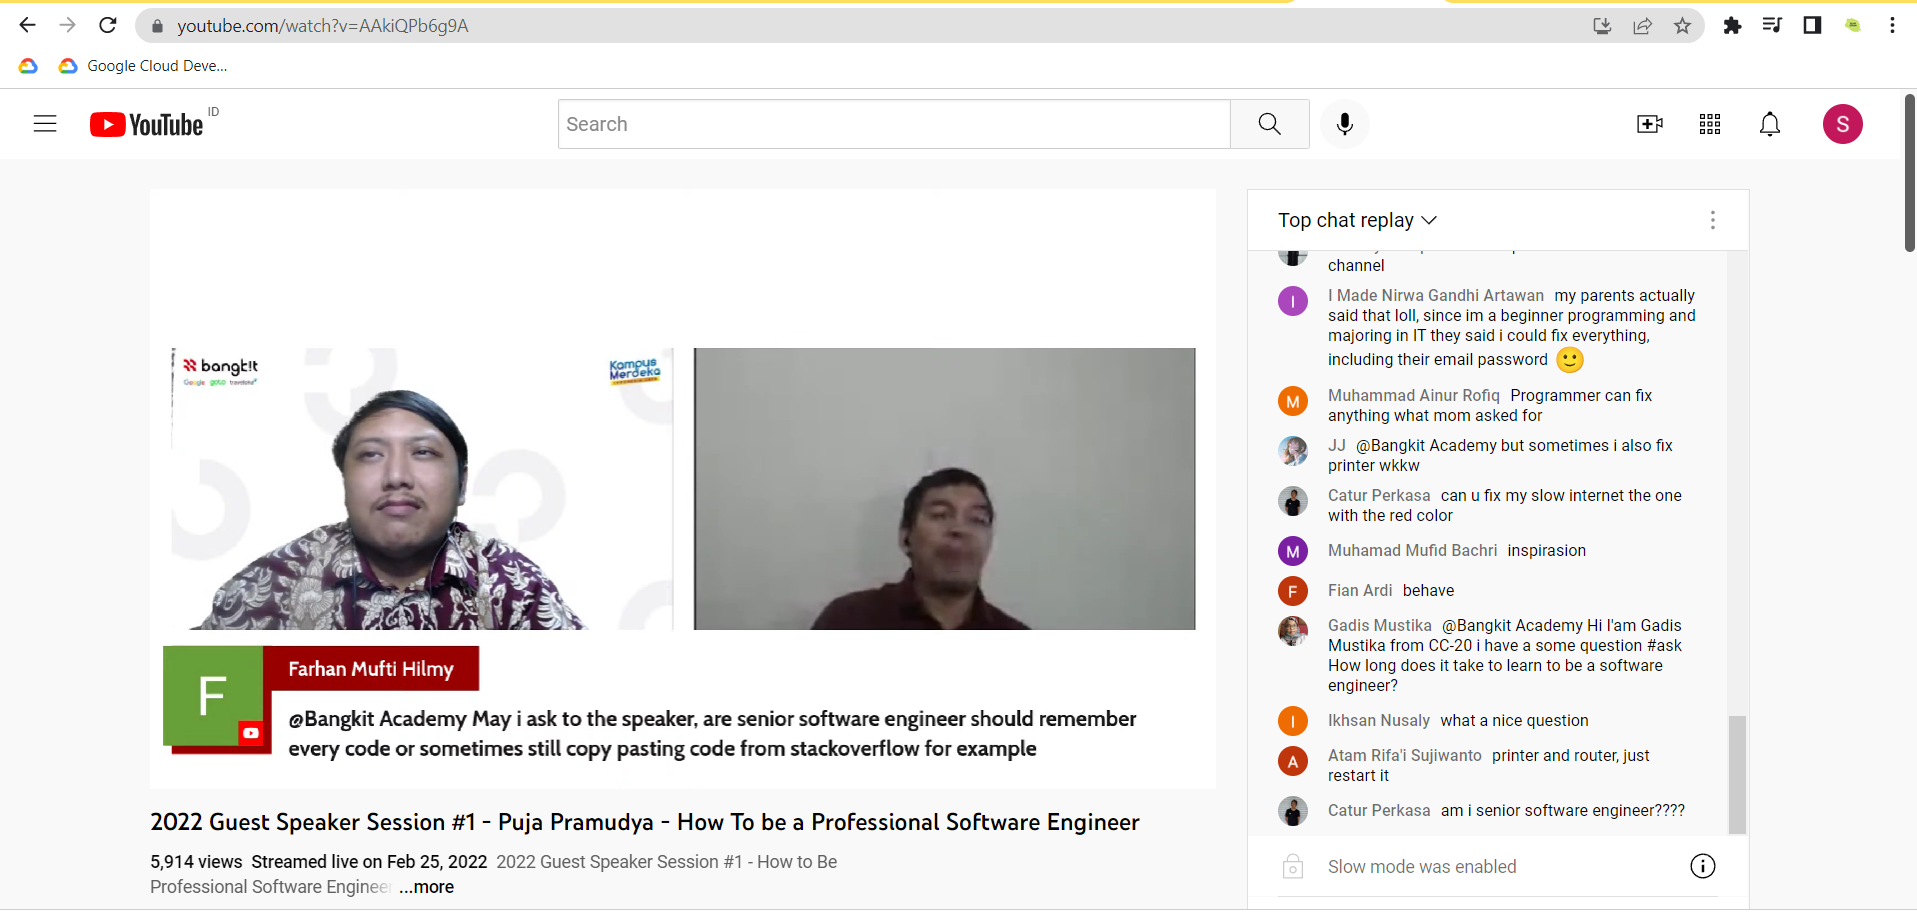 youtube.com/watch?v=AAkiQPb6g9A
Google Cloud Deve...
YouTube
ID
Search
S
bangk!t
Google goto traveloka
Kampus
Merdeka
F
Farhan Mufti Hilmy
@Bangkit Academy May i ask to the speaker, are senior software engineer should remember
every code or sometimes still copy pasting code from stackoverflow for example
2022 Guest Speaker Session #1 - Puja Pramudya - How To be a Professional Software Engineer
5,914 views Streamed live on Feb 25, 2022 2022 Guest Speaker Session #1 - How to Be
Professional Software Enginee ...more
Top chat replay
channel
I
I Made Nirwa Gandhi Artawan my parents actually
said that loll, since im a beginner programming and
majoring in IT they said i could fix everything,
including their email password
M
Muhammad Ainur Rofiq Programmer can fix
anything what mom asked for
JJ @Bangkit Academy but sometimes i also fix
printer wkkw
Catur Perkasa can u fix my slow internet the one
with the red color
M
Muhamad Mufid Bachri inspirasion
F
Fian Ardi behave
Gadis Mustika @Bangkit Academy Hi I'am Gadis
Mustika from CC-20 i have a some question #ask
How long does it take to learn to be a software
engineer?
I
Ikhsan Nusaly what a nice question
A
Atam Rifa'i Sujiwanto printer and router, just
restart it
Catur Perkasa am i senior software engineer????
Slow mode was enabled